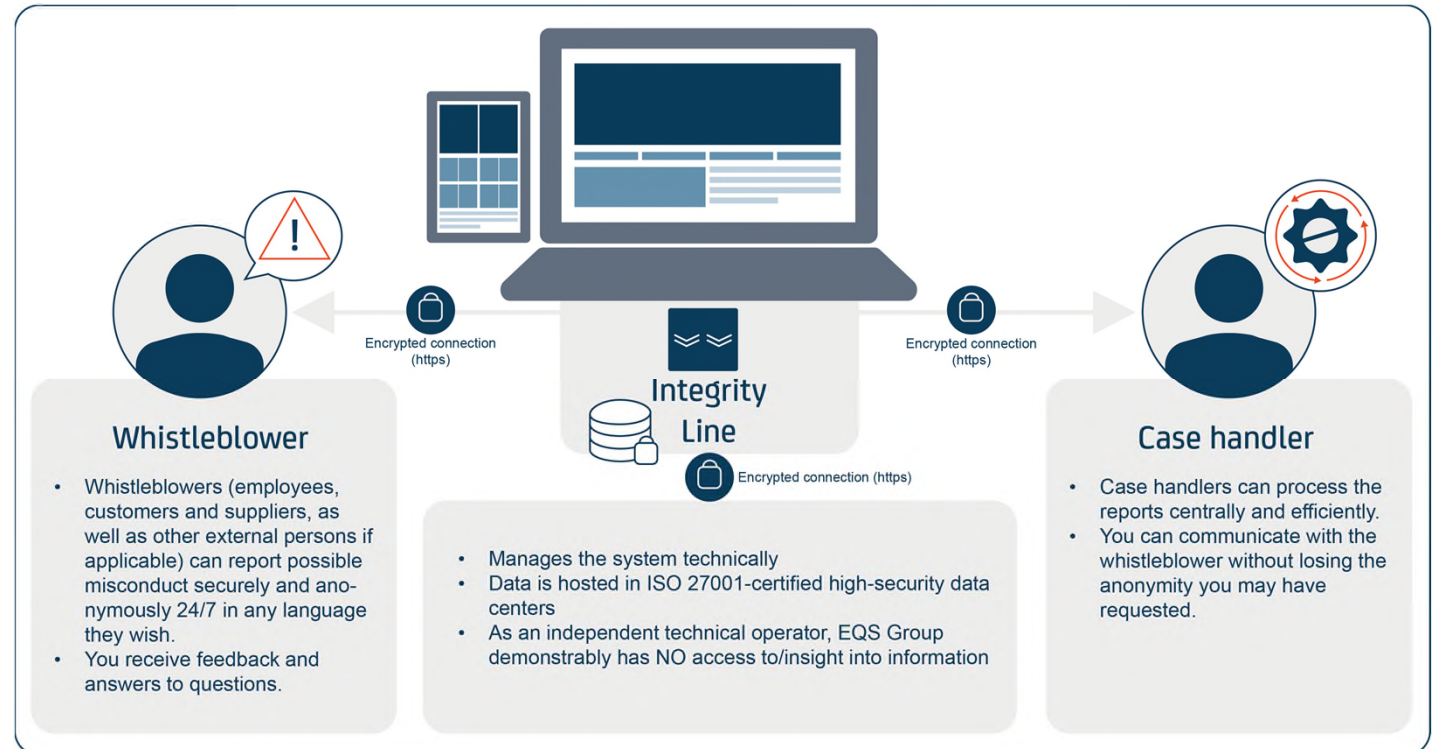 !
Encrypted connection
(https)
Encrypted connection
(https)
Integrity
Line
Encrypted connection (https)
Whistleblower
• Whistleblowers (employees,
customers and suppliers, as
well as other external persons if
applicable) can report possible
misconduct securely and ano-
nymously 24/7 in any language
they wish.
• You receive feedback and
answers to questions.
• Manages the system technically
• Data is hosted in ISO 27001-certified high-security data
centers
• As an independent technical operator, EQS Group
demonstrably has NO access to/insight into information
Case handler
• Case handlers can process the
reports centrally and efficiently.
• You can communicate with the
whistleblower without losing the
anonymity you may have
requested.